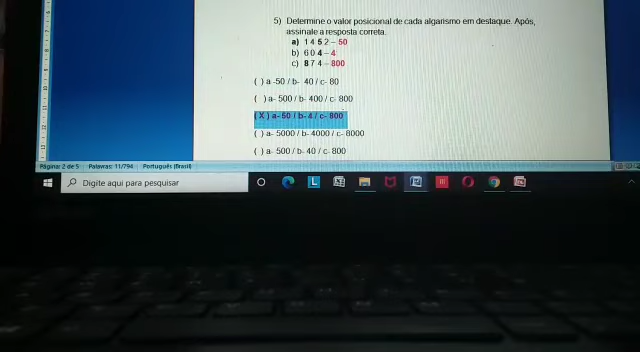 5) Determine o valor posicional de cada algarismo em destaque. Após,
assinale a resposta correta.
a) 1 4 5 2 – 50
b) 6 0 4 – 4
c) 8 7 4 – 800
( ) a -50 / b- 40 / c- 80
( ) a- 500 / b- 400 / c- 800
( X ) a- 50 / b- 4 / c- 800
( ) a- 5000 / b- 4000 / c- 8000
( ) a- 500 / b- 40 / c- 800
Página: 2 de 5 Palavras: 11/794 Português (Brasil)
Digite aqui para pesquisar